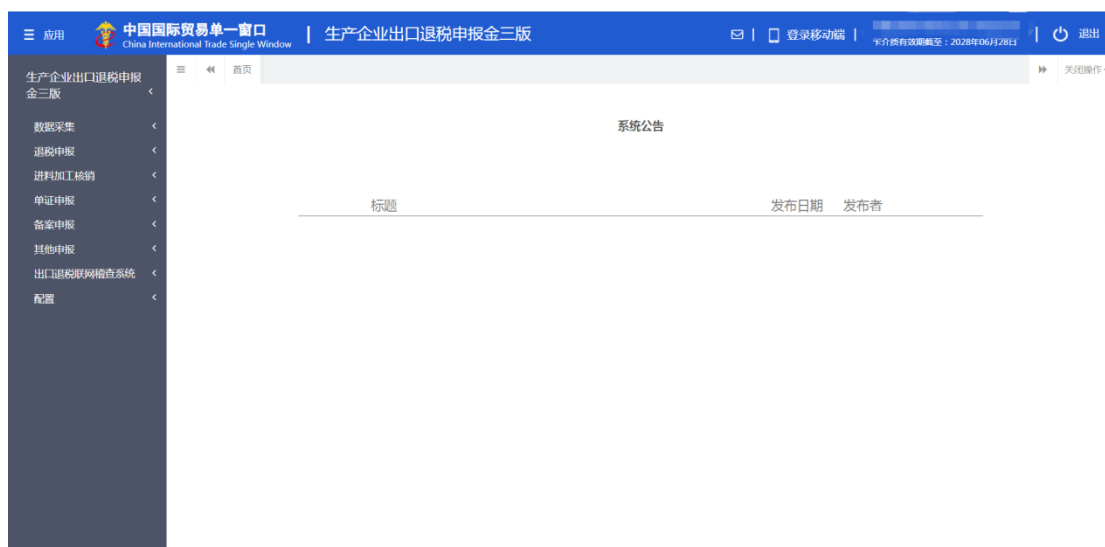 应用
中国国际贸易单一窗口
China International Trade Single Window
生产企业出口退税申报金三版
登录移动端
卡介质有效期截至：2028年06月28日
退出
生产企业出口退税申报
金三版
首页
关闭操作
数据采集
退税申报
进料加工核销
单证申报
备案申报
其他申报
出口退税联网稽查系统
配置
系统公告
标题 发布日期 发布者